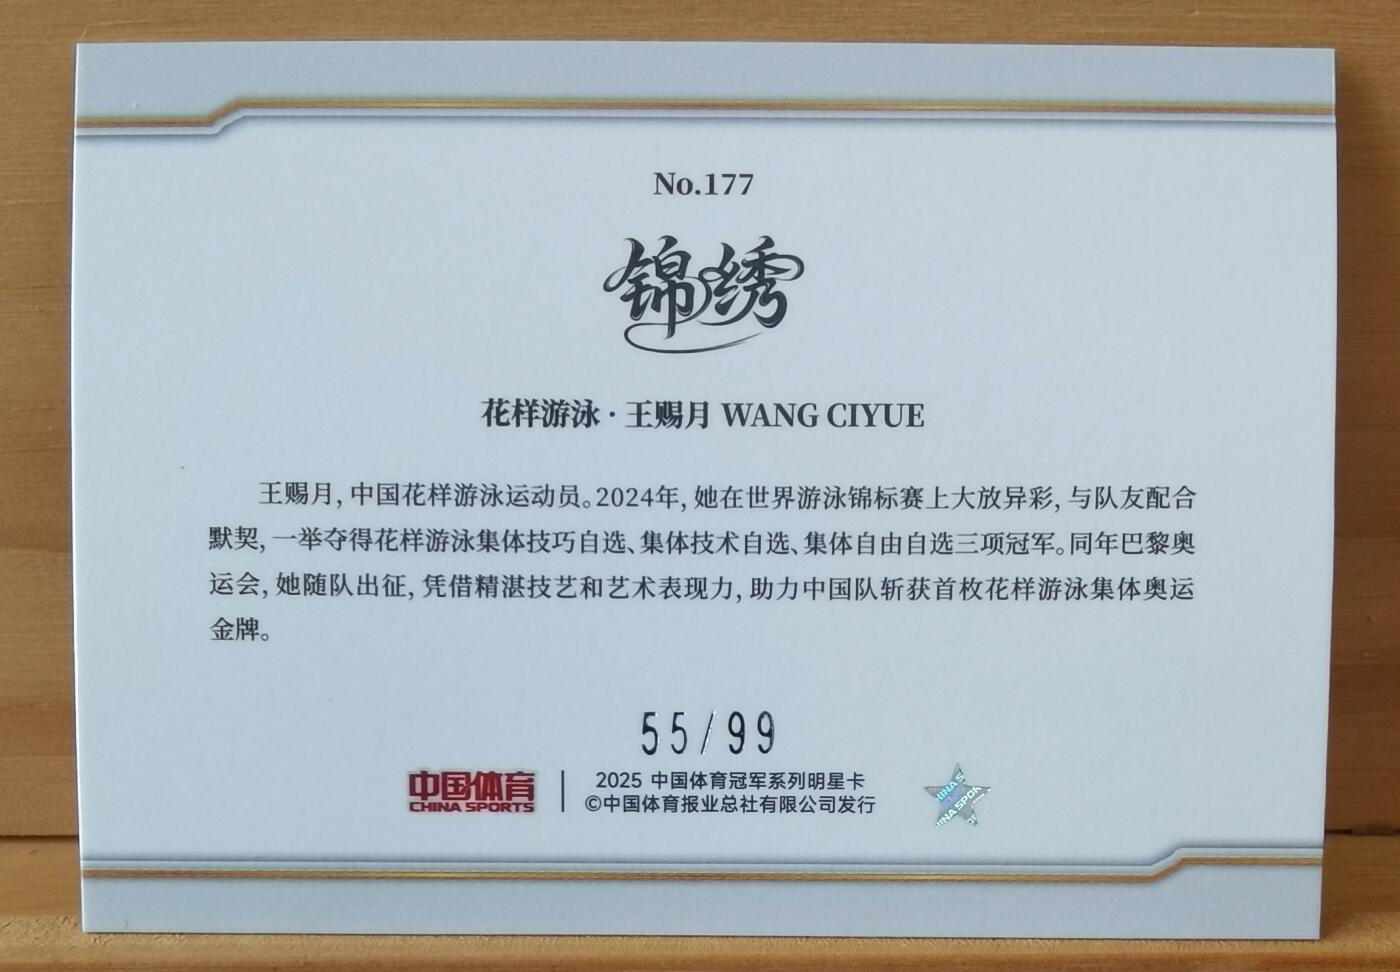 No.177
锦绣
花样游泳·王赐月 WANG CIYUE
王赐月,中国花样游泳运动员。2024年,她在世界游泳锦标赛上大放异彩,与队友配合
默契,一举夺得花样游泳集体技巧自选、集体技术自选、集体自由自选三项冠军。同年巴黎奥
运会,她随队出征,凭借精湛技艺和艺术表现力,助力中国队斩获首枚花样游泳集体奥运
金牌。
55/99
中国体育
CHINA SPORTS
2025 中国体育冠军系列明星卡
©中国体育报业总社有限公司发行